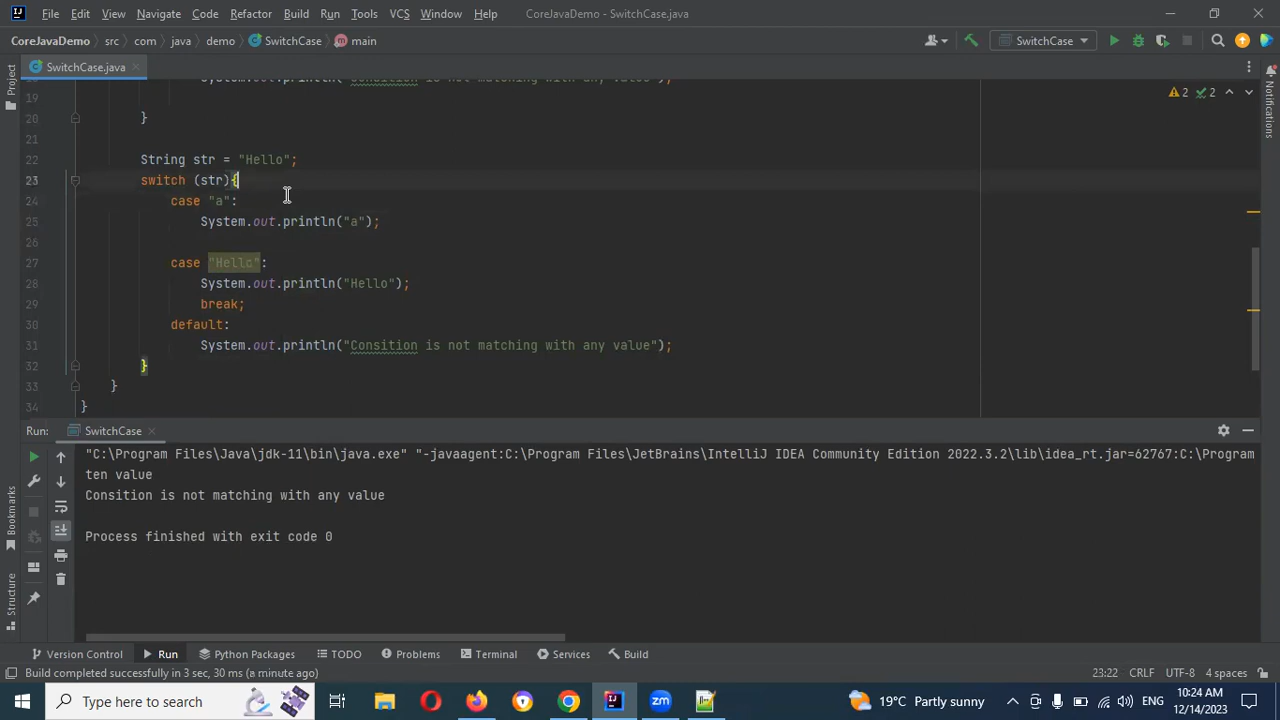 File Edit View Navigate Code Refactor Build Run Tools VCS Window Help CoreJavaDemo - SwitchCase.java
CoreJavaDemo > src > com > java > demo > SwitchCase > main SwitchCase
Project
SwitchCase.java
2 2
Notifications
19
20 }
21
22 String str = "Hello";
23 switch (str){
24 case "a":
25 System.out.println("a");
26
27 case "Hello":
28 System.out.println("Hello");
29 break;
30 default:
31 System.out.println("Consition is not matching with any value");
32 }
33 }
34 }
Run: SwitchCase
"C:\Program Files\Java\jdk-11\bin\java.exe" "-javaagent:C:\Program Files\JetBrains\IntelliJ IDEA Community Edition 2022.3.2\lib\idea_rt.jar=62767:C:\Program
ten value
Consition is not matching with any value
Process finished with exit code 0
Bookmarks
Structure
Version Control Run Python Packages TODO Problems Terminal Services Build
Build completed successfully in 3 sec, 30 ms (a minute ago) 23:22 CRLF UTF-8 4 spaces
Type here to search 19°C Partly sunny ENG 10:24 AM
12/14/2023